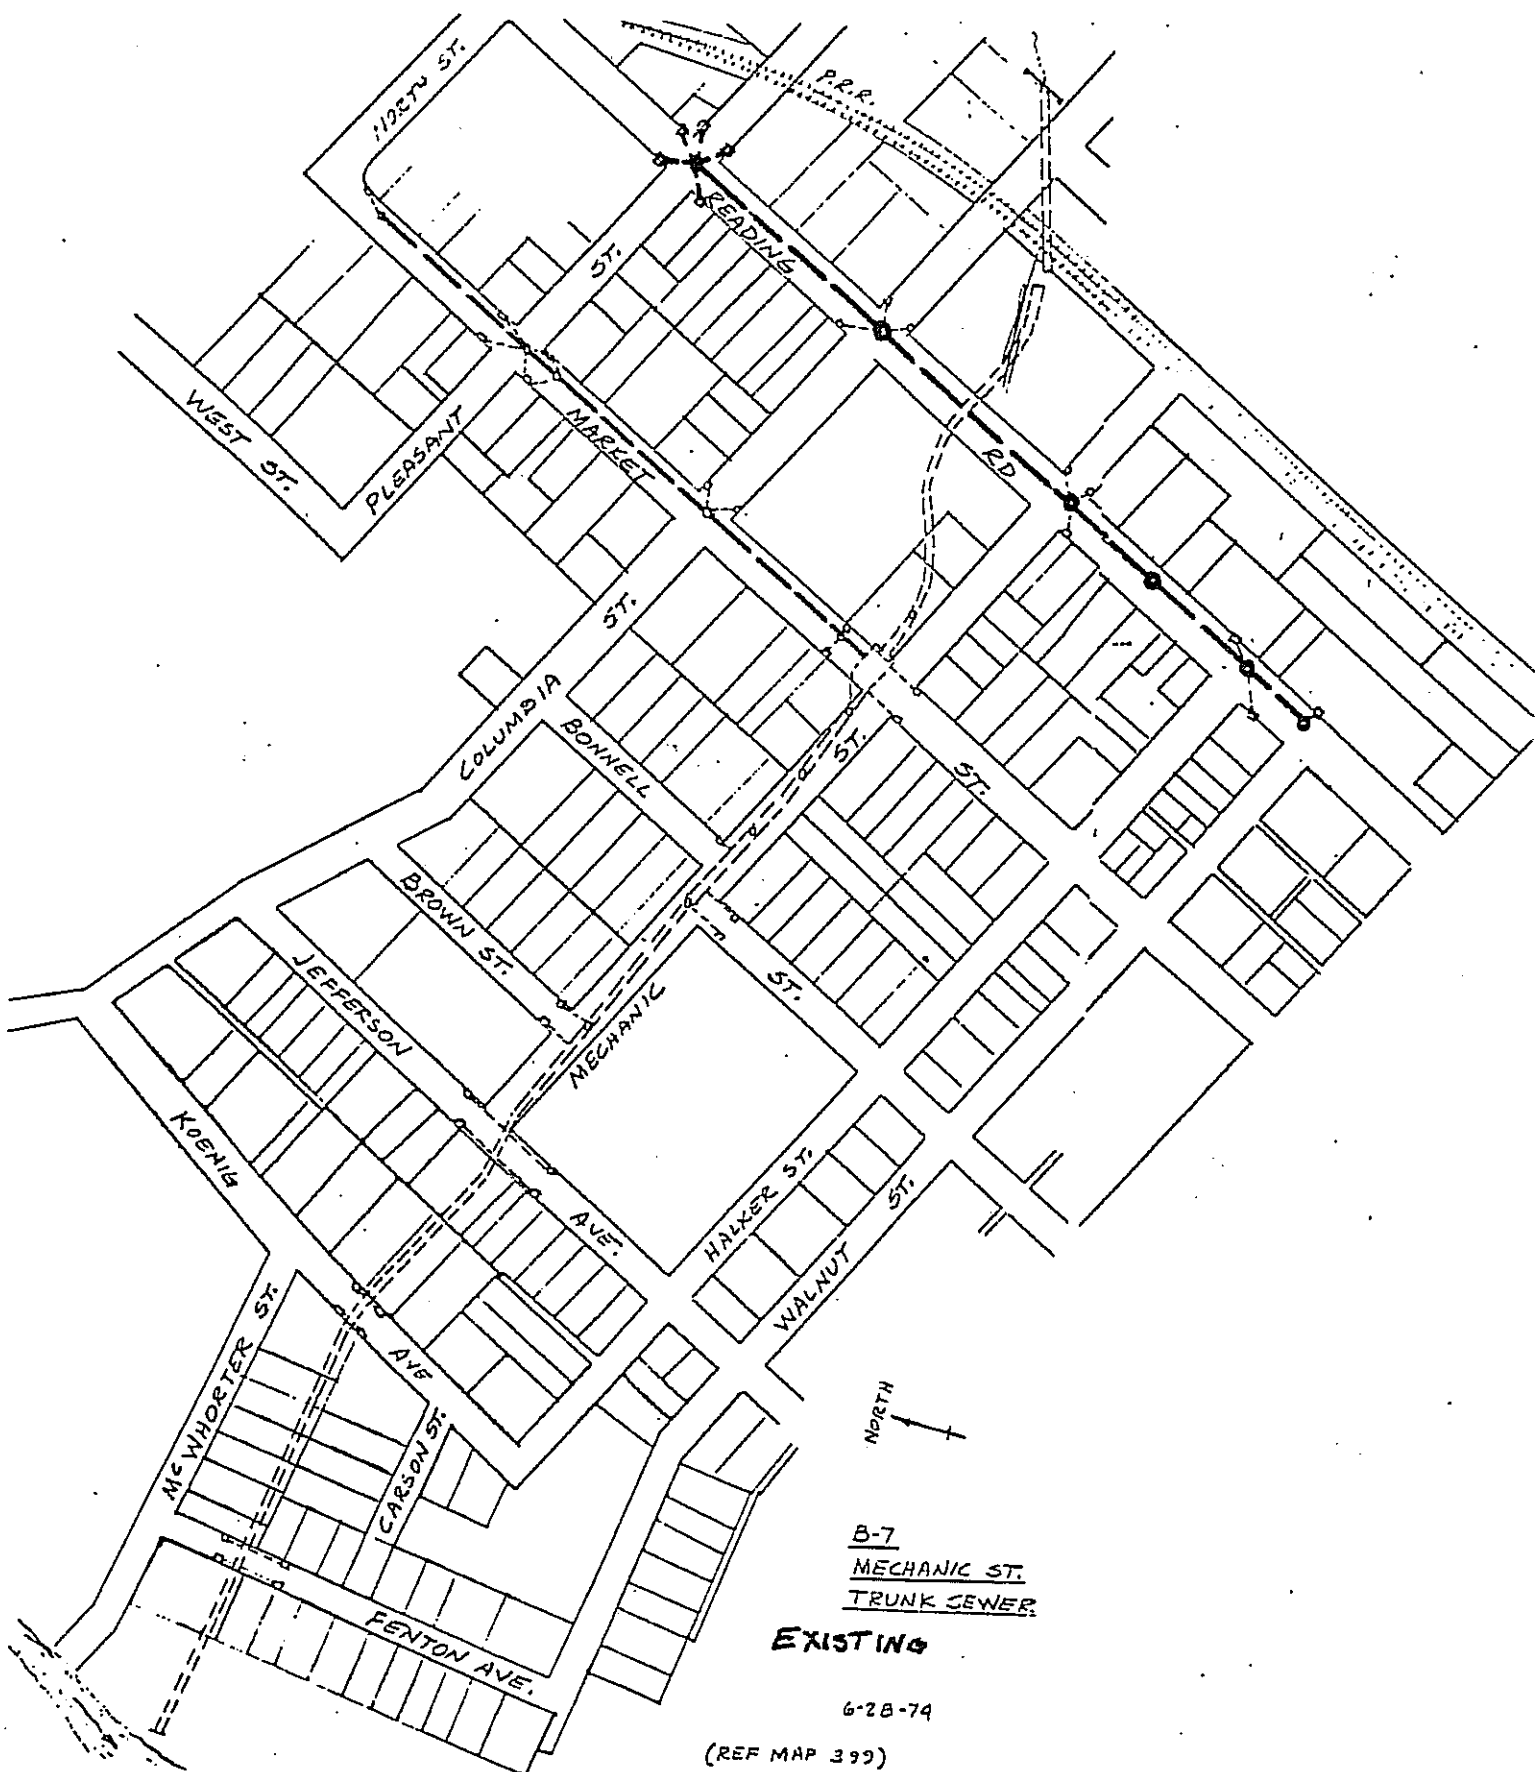 NORTH ST.
P.R.R.
READING
RD
ST.
MARKET
ST.
WEST ST.
PLEASANT
COLUMBIA ST.
BONNELL
ST.
ST.
BROWN ST.
JEFFERSON
AVE.
MECHANIC
KOENIG
AVE
HALKER ST.
WALNUT ST.
McWHORTER ST.
CARSON ST.
FENTON AVE.
NORTH
B-7
MECHANIC ST.
TRUNK SEWER
EXISTING
6-28-74
(REF MAP 399)